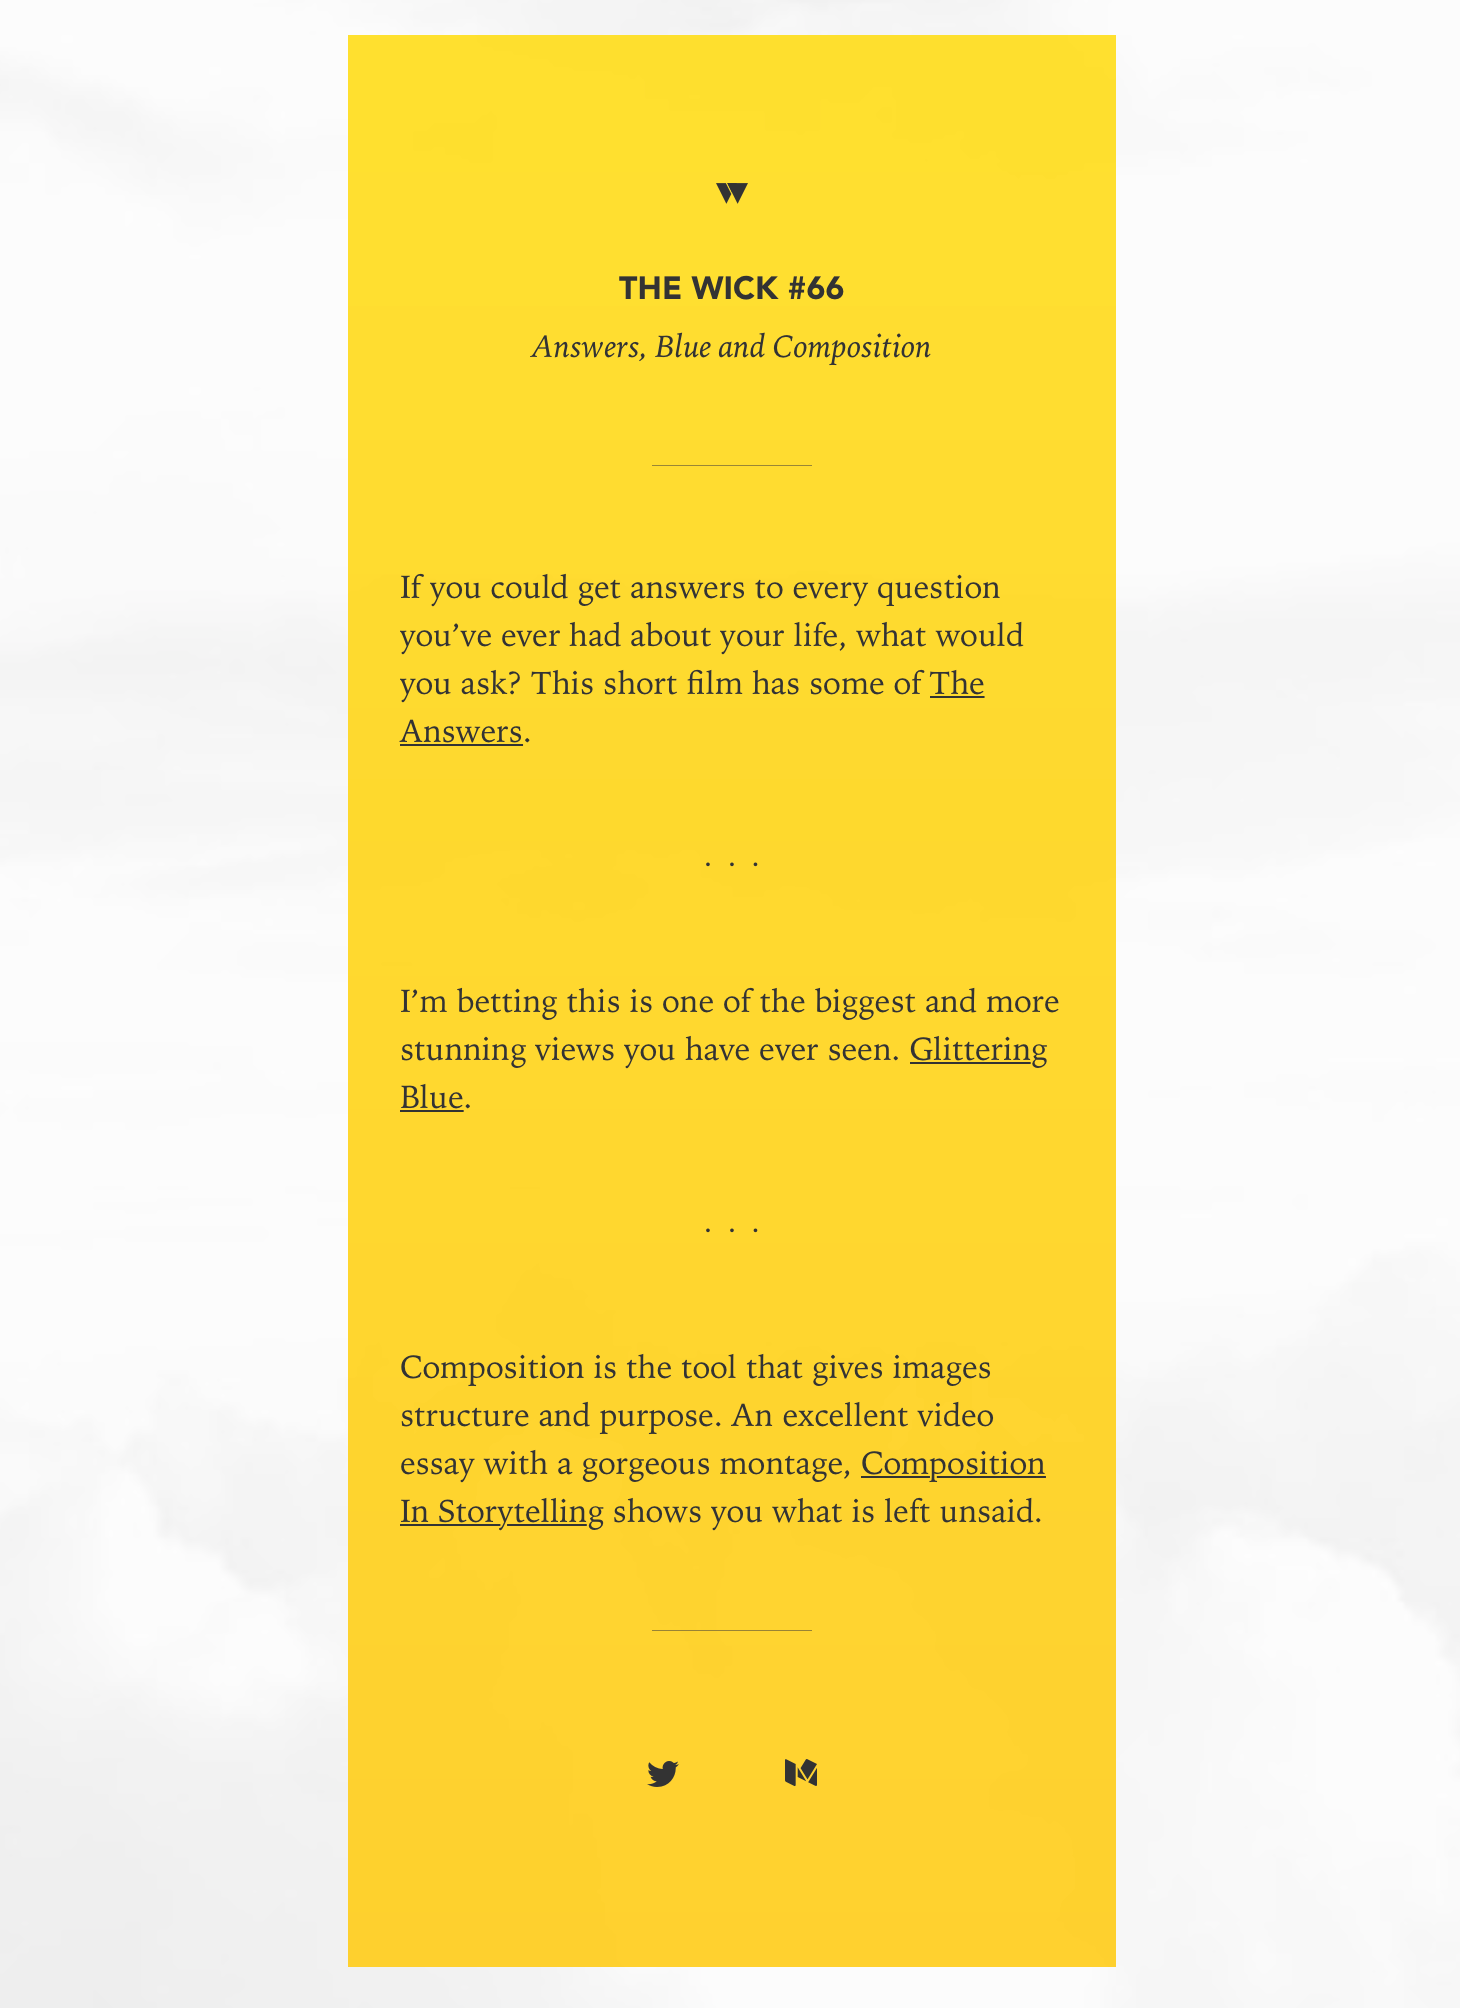 THE WICK #66
Answers, Blue and Composition
If you could get answers to every question
you’ve ever had about your life, what would
you ask? This short film has some of The
Answers.
. . .
I’m betting this is one of the biggest and more
stunning views you have ever seen. Glittering
Blue.
. . .
Composition is the tool that gives images
structure and purpose. An excellent video
essay with a gorgeous montage, Composition
In Storytelling shows you what is left unsaid.